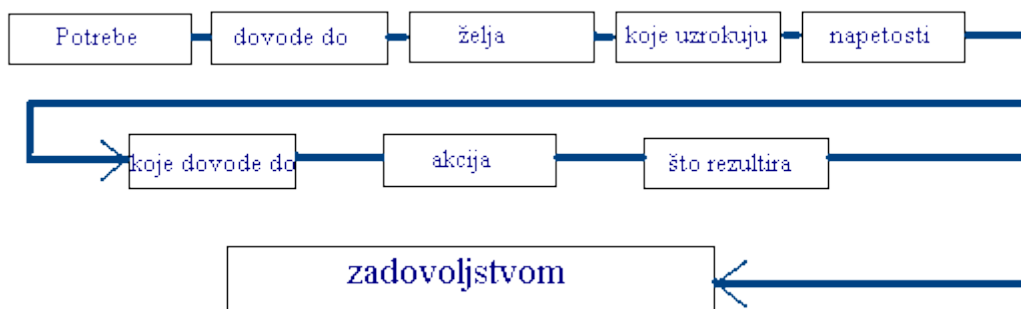 Potrebe
dovode do
želja
koje uzrokuju
napetosti
koje dovode do
akcija
što rezultira
zadovoljstvom